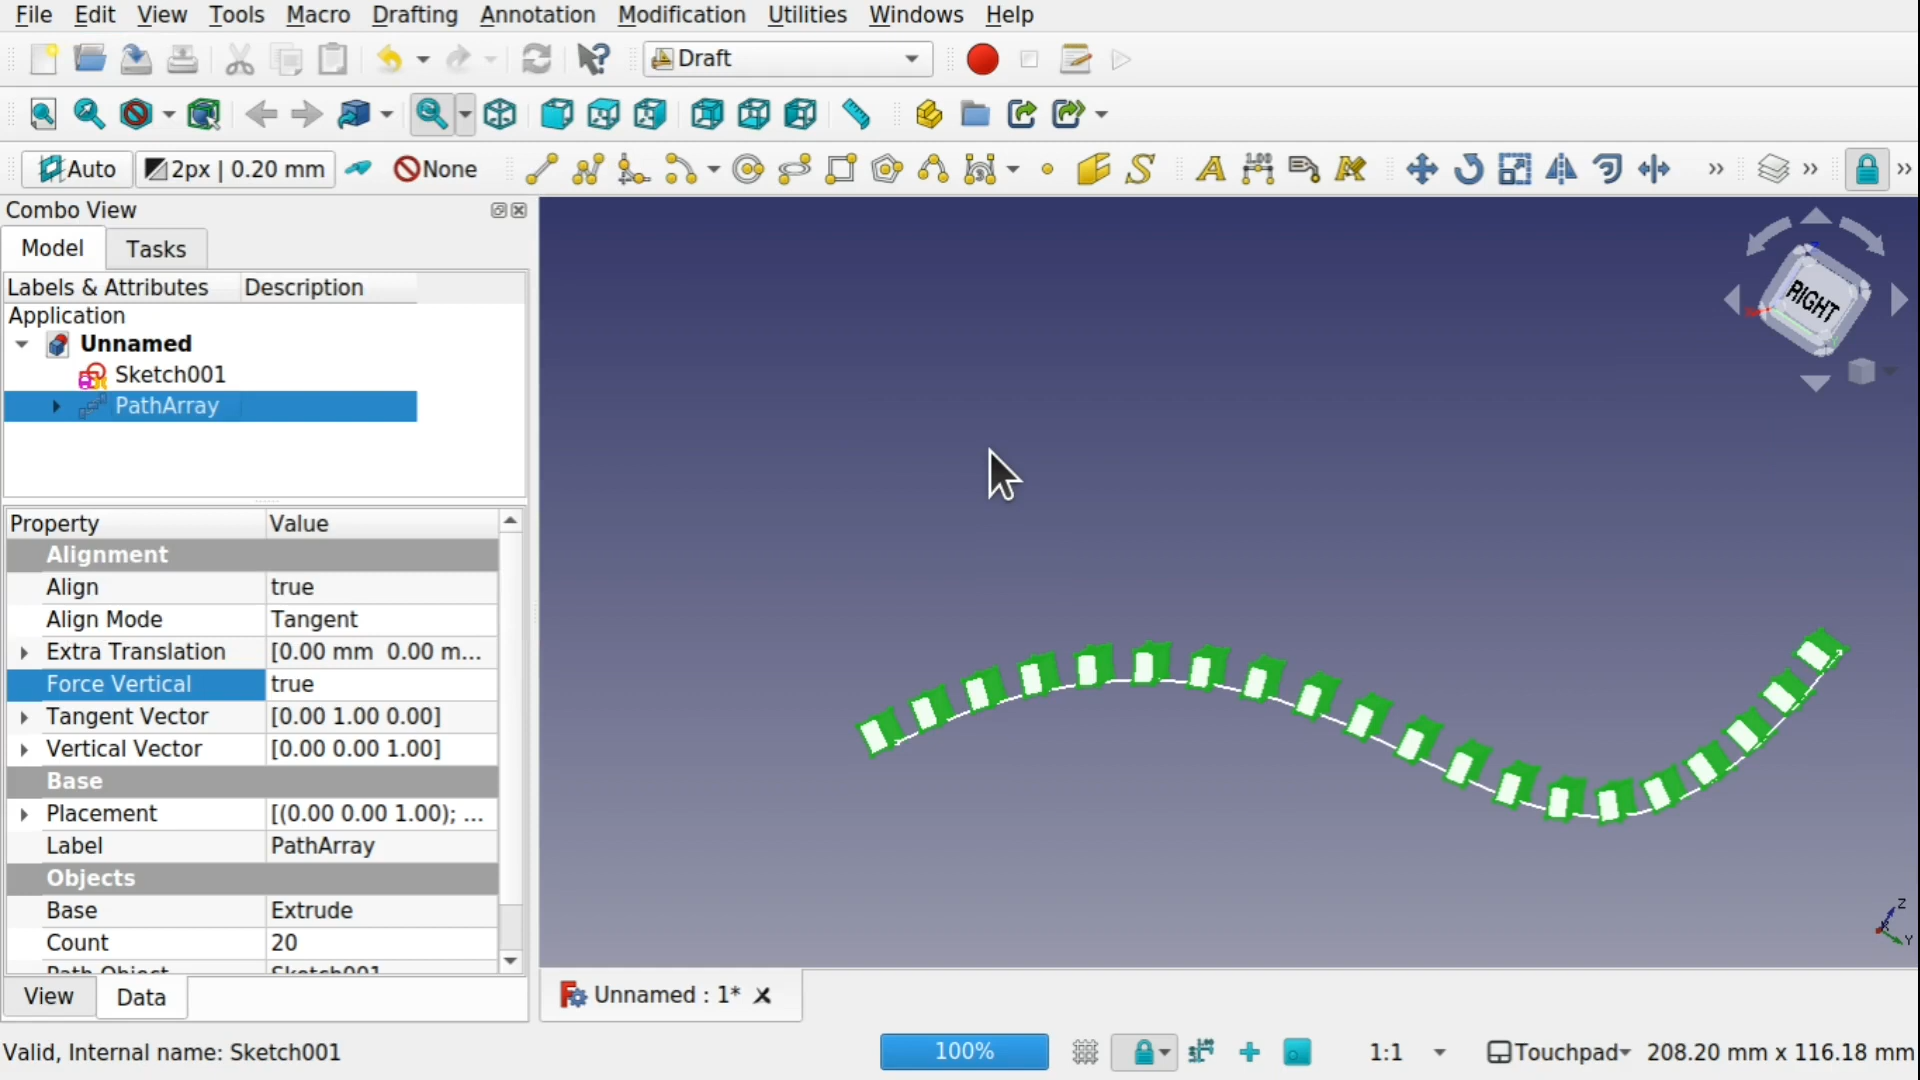 File Edit View Tools Macro Drafting Annotation Modification Utilities Windows Help
Draft
Auto 2px | 0.20 mm None
Combo View
Model Tasks
Labels & Attributes Description
Application
Unnamed
Sketch001
PathArray
Property Value
Alignment
Align true
Align Mode Tangent
Extra Translation [0.00 mm 0.00 m...
Force Vertical true
Tangent Vector [0.00 1.00 0.00]
Vertical Vector [0.00 0.00 1.00]
Base
Placement [(0.00 0.00 1.00); ...
Label PathArray
Objects
Base Extrude
Count 20
Path Object Sketch001
View Data
RIGHT
Z
X
Y
Unnamed : 1*
Valid, Internal name: Sketch001
100% 1:1 Touchpad 208.20 mm x 116.18 mm